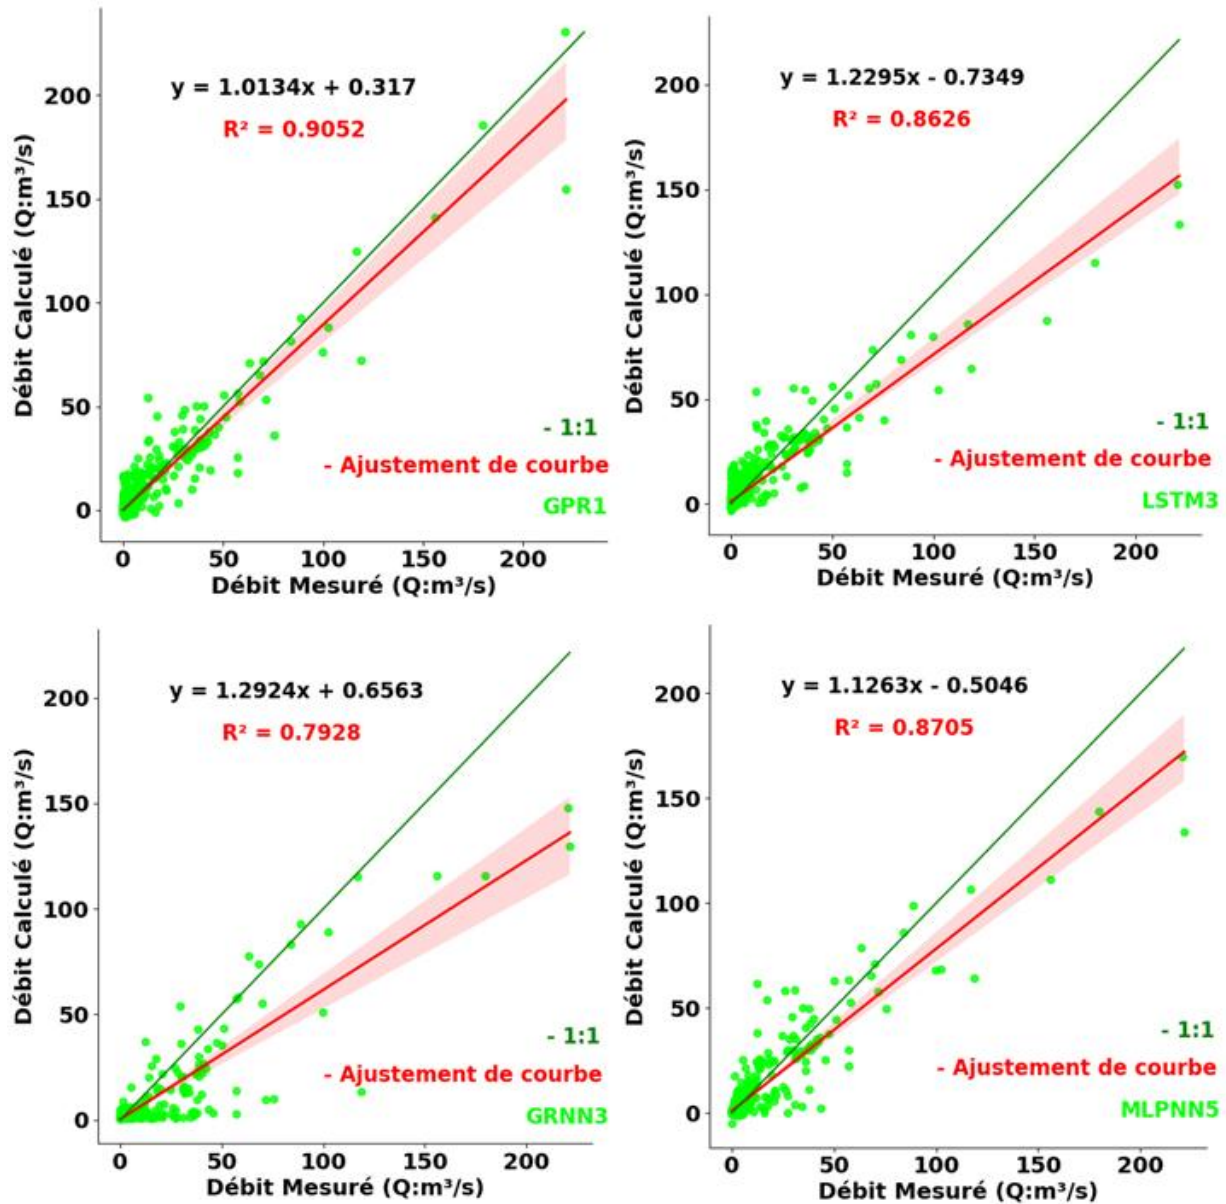 Débit Calculé (Q:m³/s)
200
150
100
50
0
y = 1.0134x + 0.317
R² = 0.9052
- 1:1
- Ajustement de courbe
GPR1
0 50 100 150 200
Débit Mesuré (Q:m³/s)
Débit Calculé (Q:m³/s)
200
150
100
50
0
y = 1.2295x - 0.7349
R² = 0.8626
- 1:1
- Ajustement de courbe
LSTM3
0 50 100 150 200
Débit Mesuré (Q:m³/s)
Débit Calculé (Q:m³/s)
200
150
100
50
0
y = 1.2924x + 0.6563
R² = 0.7928
- 1:1
- Ajustement de courbe
GRNN3
0 50 100 150 200
Débit Mesuré (Q:m³/s)
Débit Calculé (Q:m³/s)
200
150
100
50
0
y = 1.1263x - 0.5046
R² = 0.8705
- 1:1
- Ajustement de courbe
MLPNN5
0 50 100 150 200
Débit Mesuré (Q:m³/s)